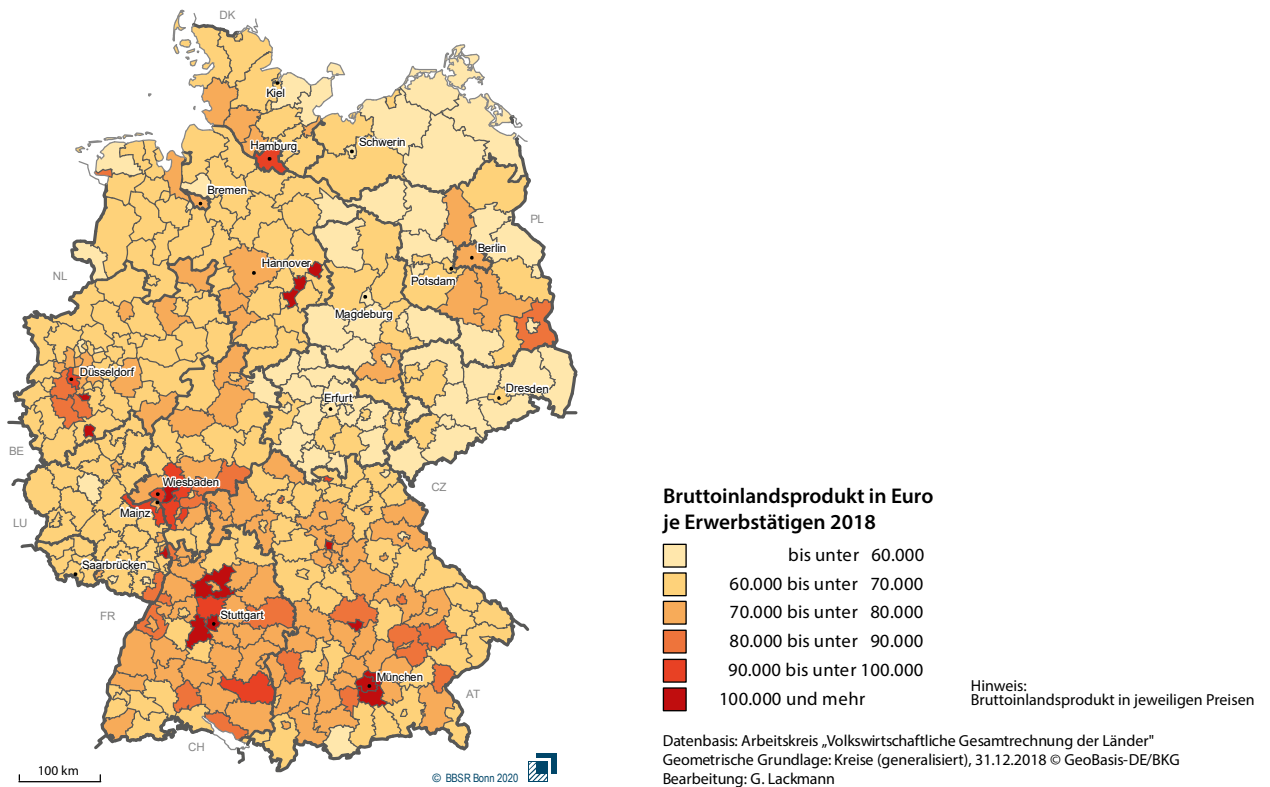 DK
Kiel
Hamburg
Schwerin
Bremen
PL
Berlin
Hannover
NL
Potsdam
Magdeburg
Düsseldorf
Dresden
Erfurt
BE
Wiesbaden
CZ
Mainz
LU
Saarbrücken
FR
Stuttgart
München
AT
CH
100 km
© BBSR Bonn 2020
Bruttoinlandsprodukt in Euro
je Erwerbstätigen 2018
bis unter 60.000
60.000 bis unter 70.000
70.000 bis unter 80.000
80.000 bis unter 90.000
90.000 bis unter 100.000
100.000 und mehr
Hinweis:
Bruttoinlandsprodukt in jeweiligen Preisen
Datenbasis: Arbeitskreis „Volkswirtschaftliche Gesamtrechnung der Länder"
Geometrische Grundlage: Kreise (generalisiert), 31.12.2018 © GeoBasis-DE/BKG
Bearbeitung: G. Lackmann